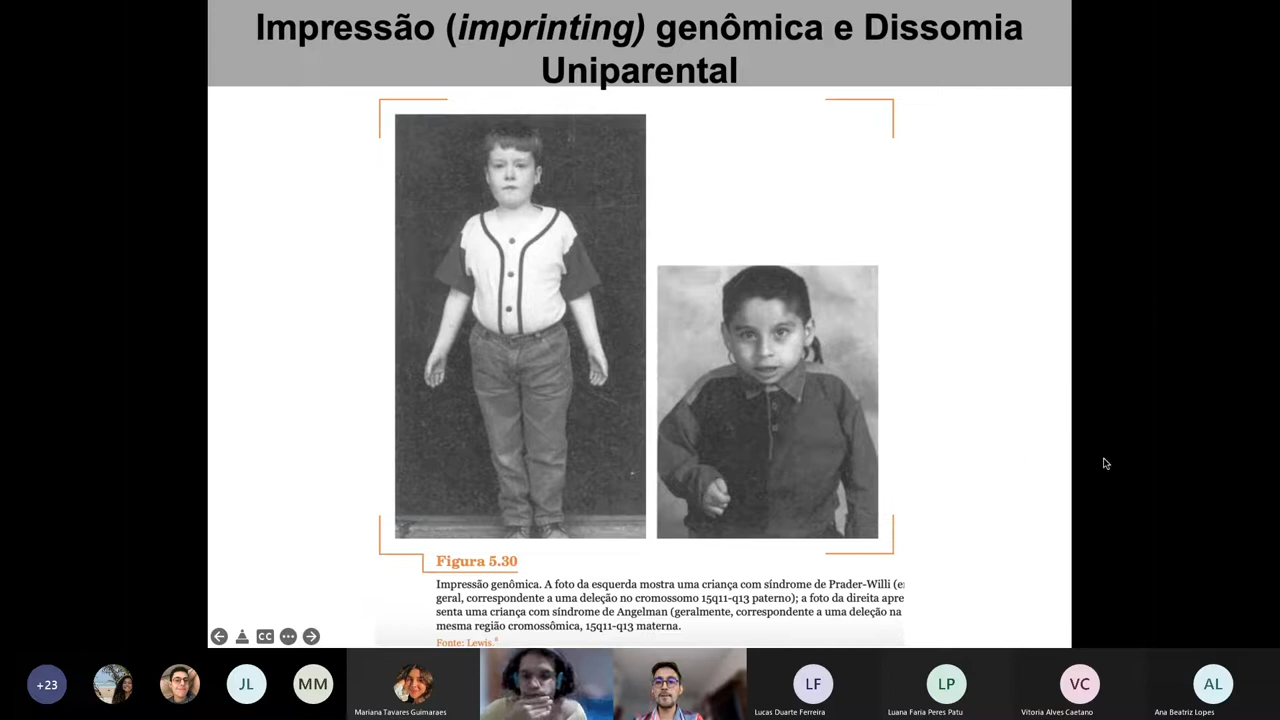 Impressão (imprinting) genômica e Dissomia
Uniparental
Figura 5.30
Impressão genômica. A foto da esquerda mostra uma criança com síndrome de Prader-Willi (e
geral, correspondente a uma deleção no cromossomo 15q11-q13 paterno); a foto da direita apre
senta uma criança com síndrome de Angelman (geralmente, correspondente a uma deleção na
mesma região cromossômica, 15q11-q13 materna.
Fonte: Lewis.
CC
+23
JL
MM
LF
LP
VC
AL
Mariana Tavares Guimaraes
Lucas Duarte Ferreira
Luana Faria Peres Patu
Vitoria Alves Caetano
Ana Beatriz Lopes